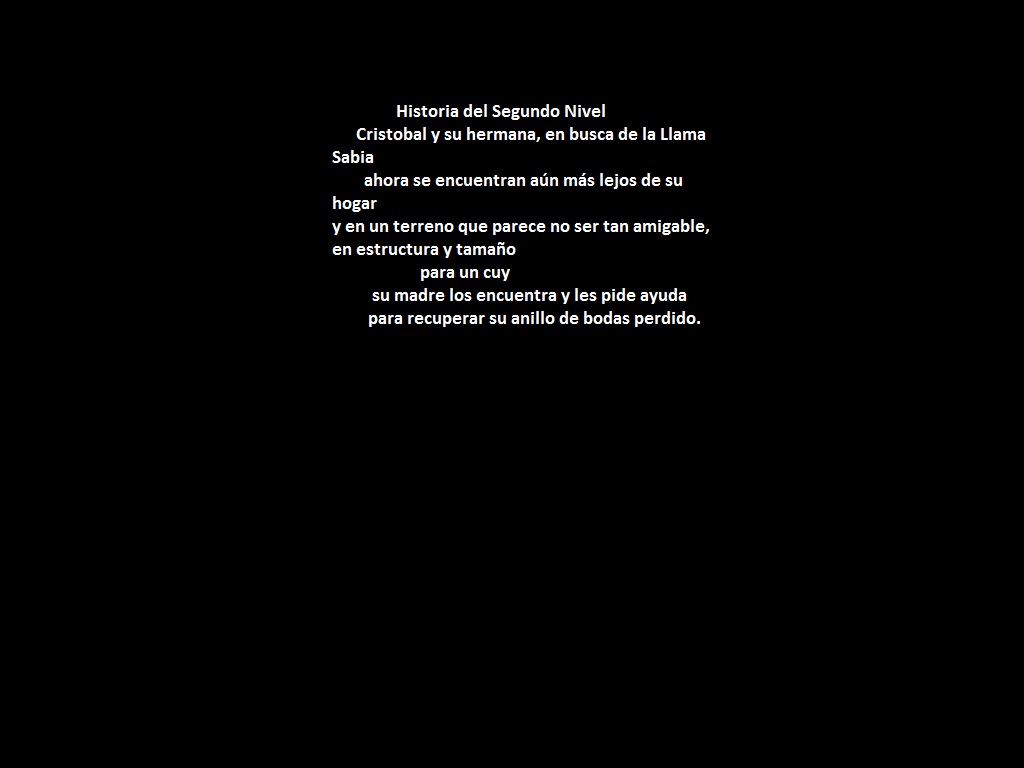 Historia del Segundo Nivel
Cristobal y su hermana, en busca de la Llama
Sabia
ahora se encuentran aún más lejos de su
hogar
y en un terreno que parece no ser tan amigable,
en estructura y tamaño
para un cuy
su madre los encuentra y les pide ayuda
para recuperar su anillo de bodas perdido.